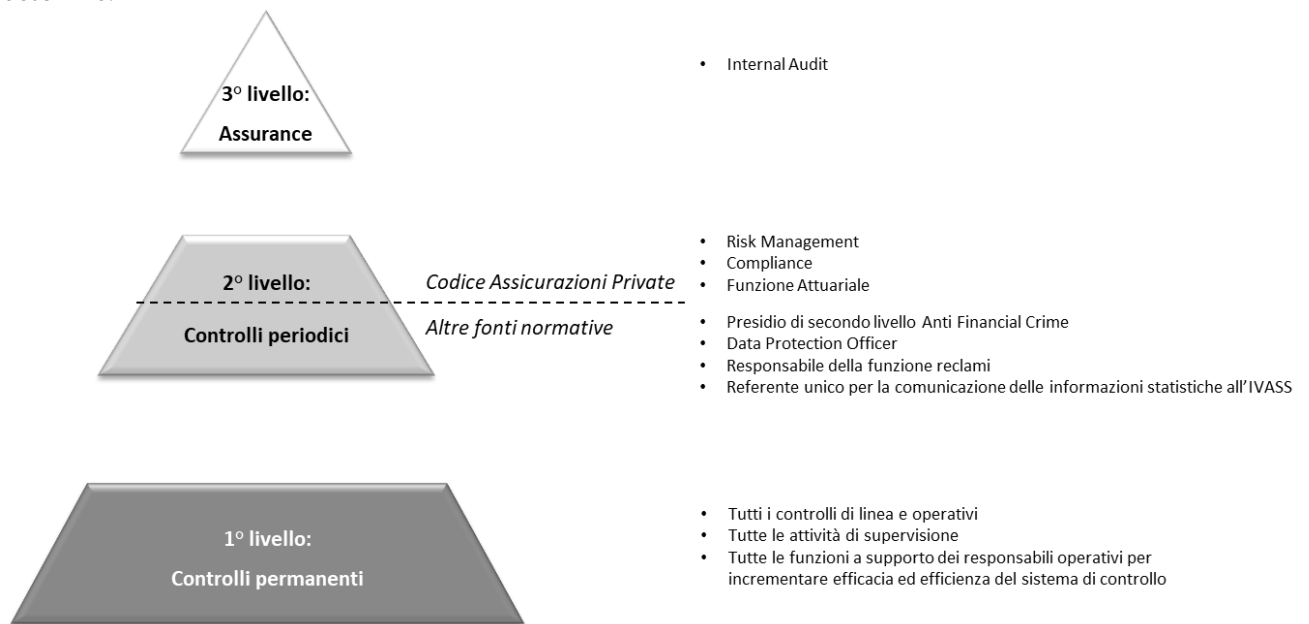 3° livello:
Assurance
• Internal Audit
2° livello:
Controlli periodici
Codice Assicurazioni Private
Altre fonti normative
• Risk Management
• Compliance
• Funzione Attuariale
• Presidio di secondo livello Anti Financial Crime
• Data Protection Officer
• Responsabile della funzione reclami
• Referente unico per la comunicazione delle informazioni statistiche all'IVASS
1° livello:
Controlli permanenti
• Tutti i controlli di linea e operativi
• Tutte le attività di supervisione
• Tutte le funzioni a supporto dei responsabili operativi per
incrementare efficacia ed efficienza del sistema di controllo